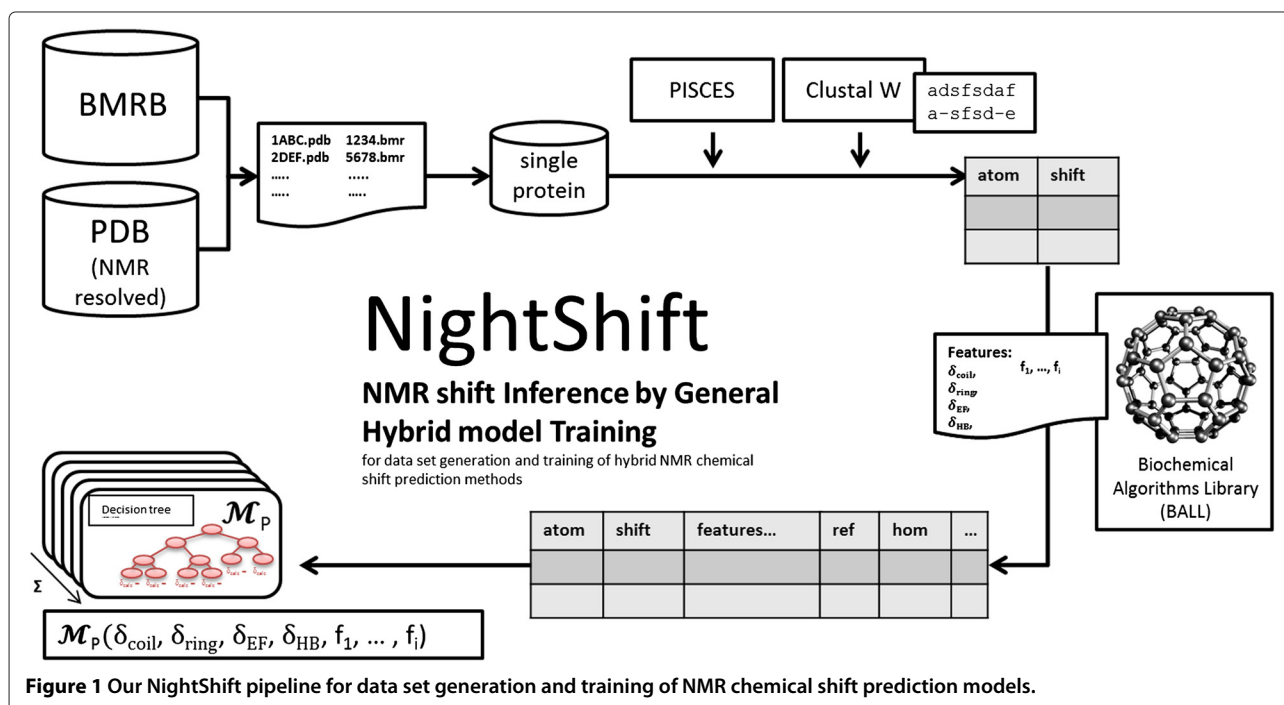 BMRB
PDB
(NMR
resolved)
1ABC.pdb 1234.bmr
2DEF.pdb 5678.bmr
..... .....
..... .....
single
protein
PISCES
Clustal W
adsfsdaf
a-sfsd-e
atom shift
NightShift
NMR shift Inference by General
Hybrid model Training
for data set generation and training of hybrid NMR chemical
shift prediction methods
Features:
δcoil, f1, ..., fi
δring,
δEF,
δHB,
Biochemical
Algorithms Library
(BALL)
atom shift features... ref hom ...
Decision tree
ℳP
Σ
ℳP(δcoil, δring, δEF, δHB, f1, ... , fi)
Figure 1 Our NightShift pipeline for data set generation and training of NMR chemical shift prediction models.